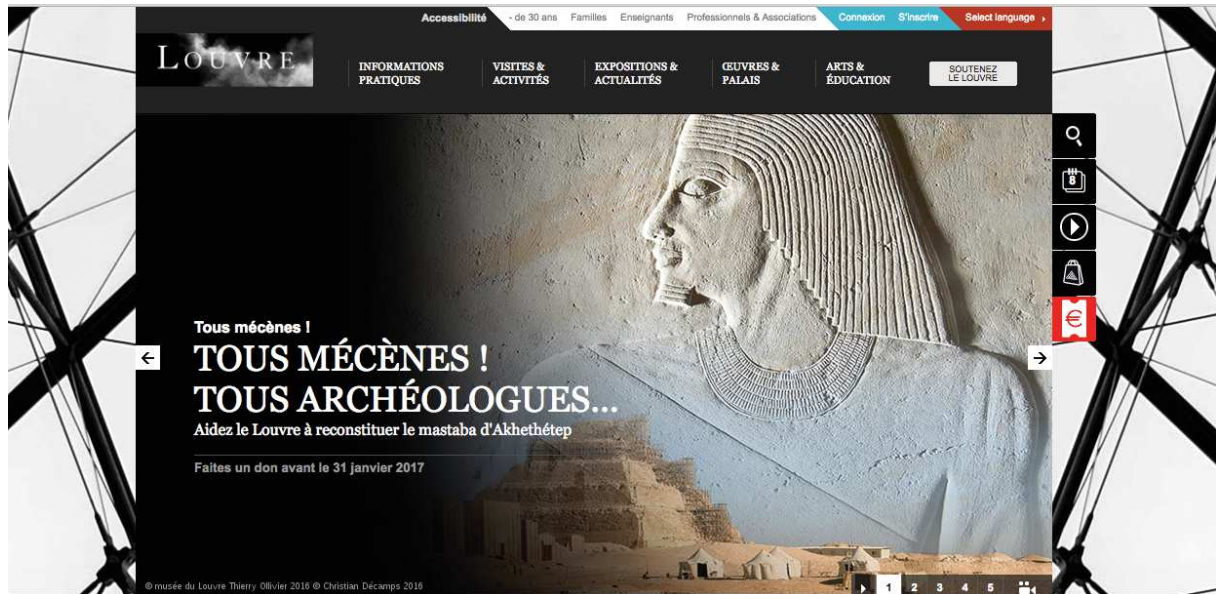 Accessibilité - de 30 ans Familles Enseignants Professionnels & Associations Connexion S'inscrire Select language
LOUVRE
INFORMATIONS
PRATIQUES
VISITES &
ACTIVITÉS
EXPOSITIONS &
ACTUALITÉS
ŒUVRES &
PALAIS
ARTS &
ÉDUCATION
SOUTENEZ
LE LOUVRE
8
€
Tous mécènes !
TOUS MÉCÈNES !
TOUS ARCHÉOLOGUES...
Aidez le Louvre à reconstituer le mastaba d'Akhethétep
Faites un don avant le 31 janvier 2017
© musée du Louvre Thierry Ollivier 2016 © Christian Décamps 2016
1 2 3 4 5